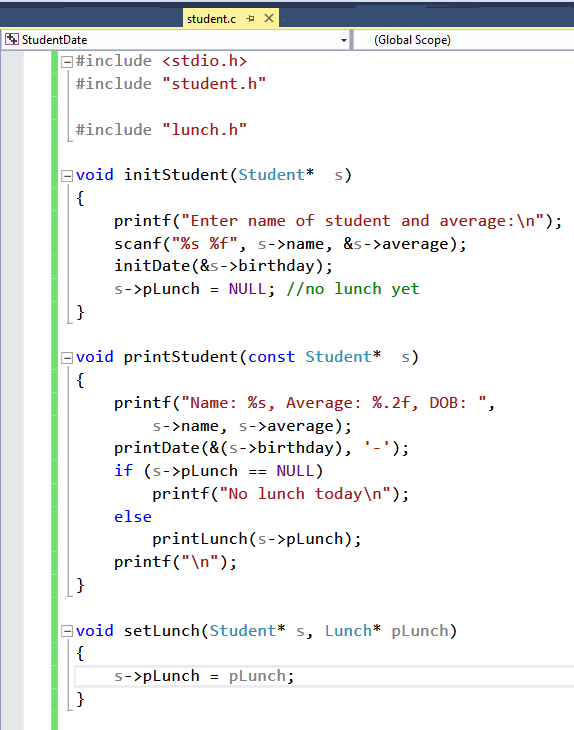 student.c
StudentDate
(Global Scope)
#include <stdio.h>
#include "student.h"
#include "lunch.h"
void initStudent(Student*  s)
{
    printf("Enter name of student and average:\n");
    scanf("%s %f", s->name, &s->average);
    initDate(&s->birthday);
    s->pLunch = NULL; //no lunch yet
}
void printStudent(const Student*  s)
{
    printf("Name: %s, Average: %.2f, DOB: ",
        s->name, s->average);
    printDate(&(s->birthday), '-');
    if (s->pLunch == NULL)
        printf("No lunch today\n");
    else
        printLunch(s->pLunch);
    printf("\n");
}
void setLunch(Student* s, Lunch* pLunch)
{
    s->pLunch = pLunch;
}